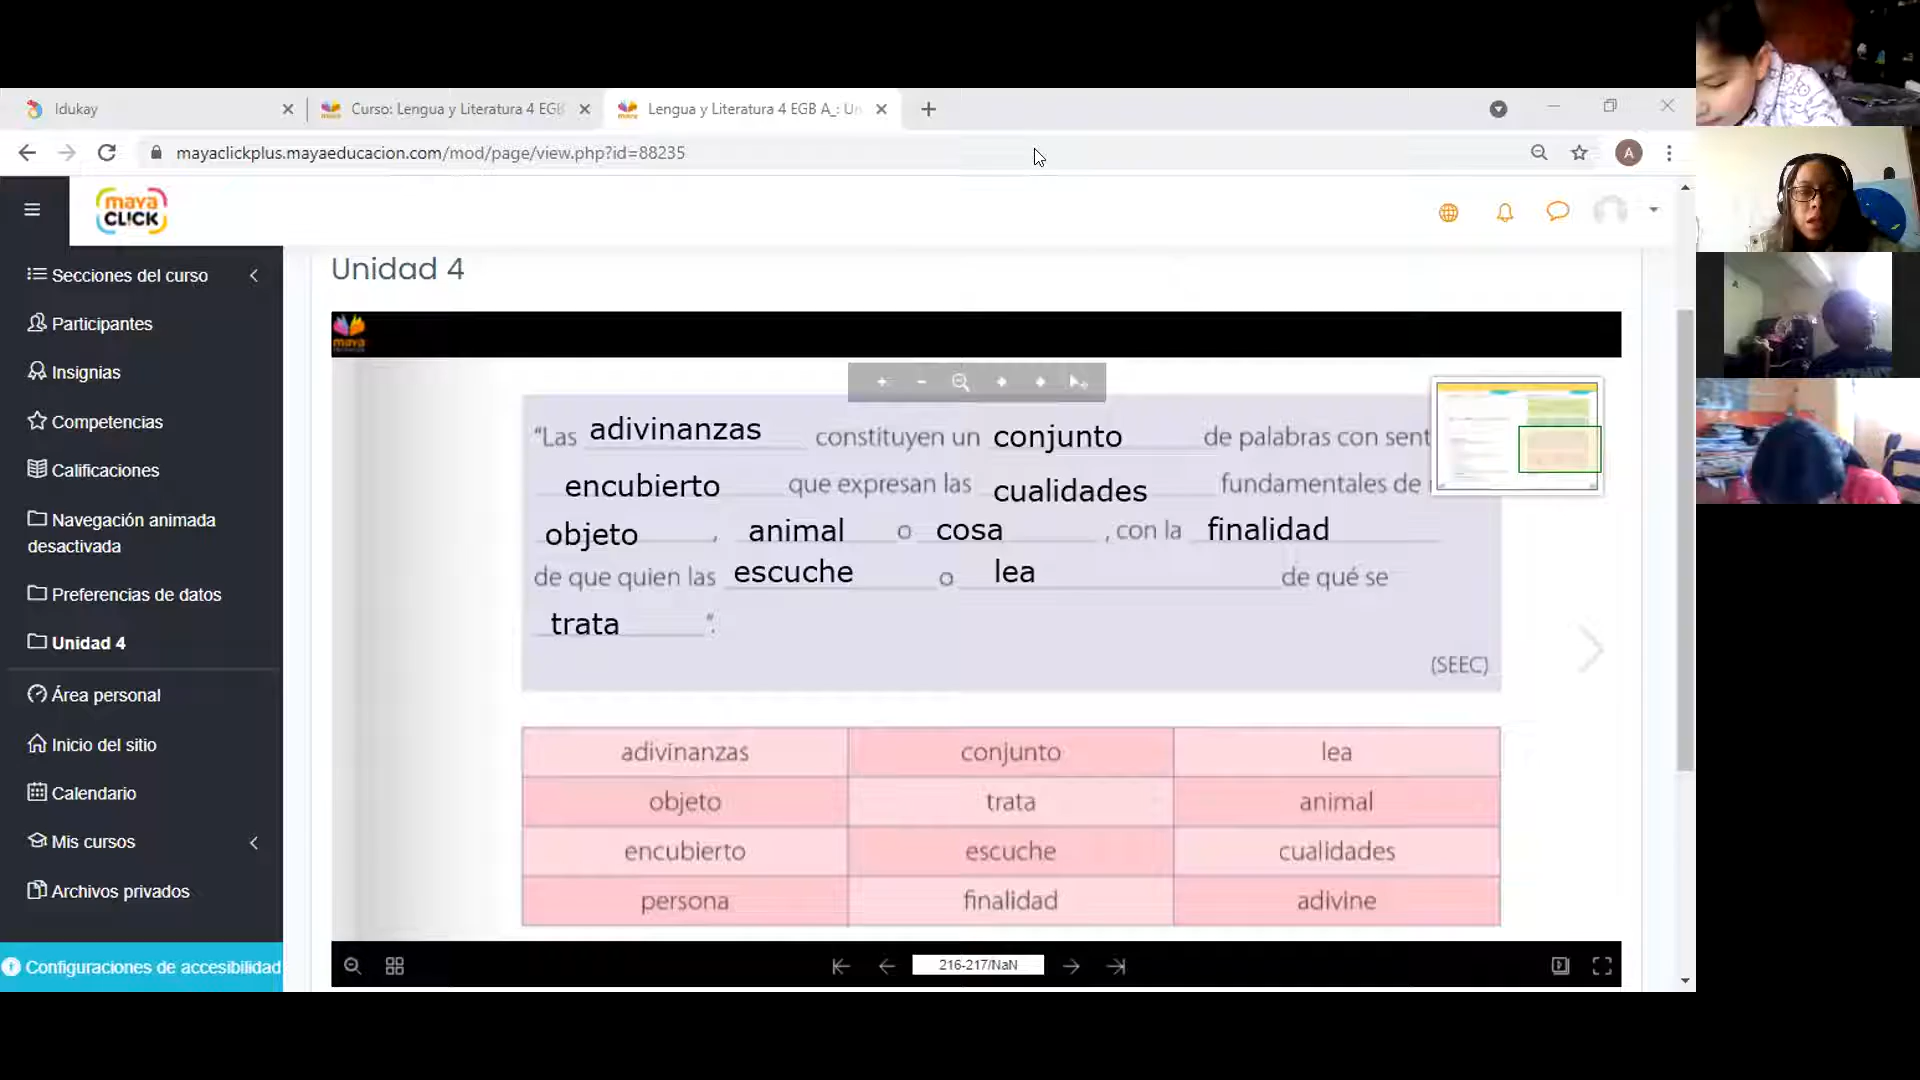 Idukay
Curso: Lengua y Literatura 4 EGB
Lengua y Literatura 4 EGB A_: Un
mayaclickplus.mayaeducacion.com/mod/page/view.php?id=88235
A
maya
CLICK
Secciones del curso
Participantes
Insignias
Competencias
Calificaciones
Navegación animada
desactivada
Preferencias de datos
Unidad 4
Área personal
Inicio del sitio
Calendario
Mis cursos
Archivos privados
Configuraciones de accesibilidad
Unidad 4
maya
“Las adivinanzas constituyen un conjunto de palabras con sent
encubierto que expresan las cualidades fundamentales de
objeto, animal o cosa, con la finalidad
de que quien las escuche o lea de qué se
trata”.
(SEEC)
adivinanzas conjunto lea
objeto trata animal
encubierto escuche cualidades
persona finalidad adivine
216-217/NaN